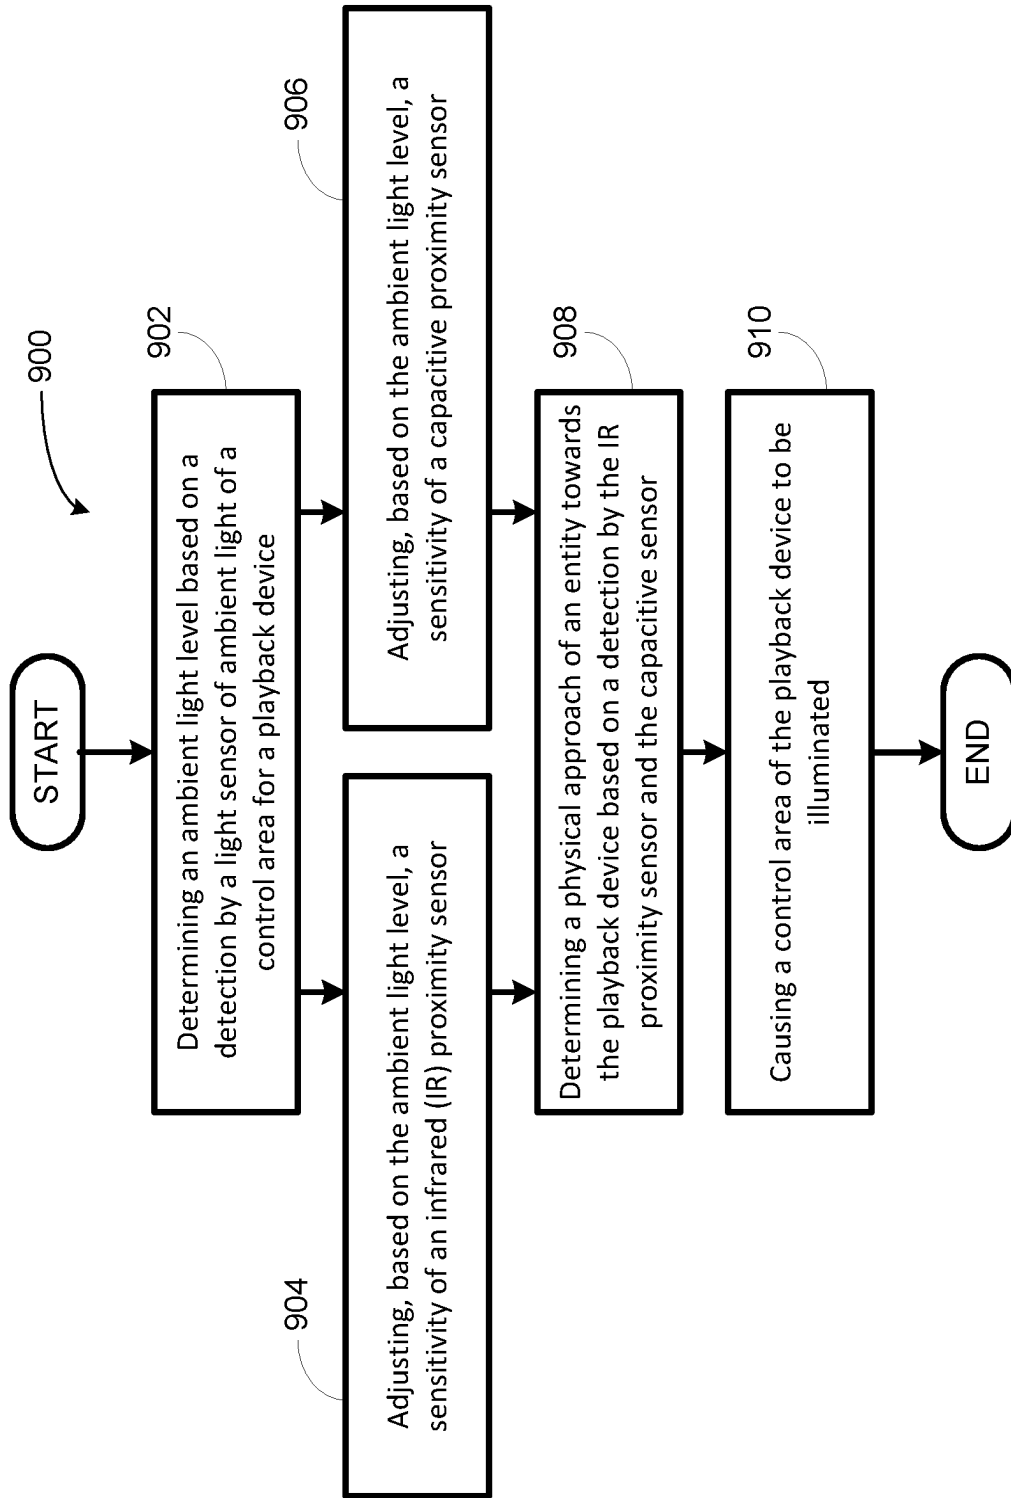 900
START
902
Determining an ambient light level based on a
detection by a light sensor of ambient light of a
control area for a playback device
904
Adjusting, based on the ambient light level, a
sensitivity of an infrared (IR) proximity sensor
906
Adjusting, based on the ambient light level, a
sensitivity of a capacitive proximity sensor
908
Determining a physical approach of an entity towards
the playback device based on a detection by the IR
proximity sensor and the capacitive sensor
910
Causing a control area of the playback device to be
illuminated
END